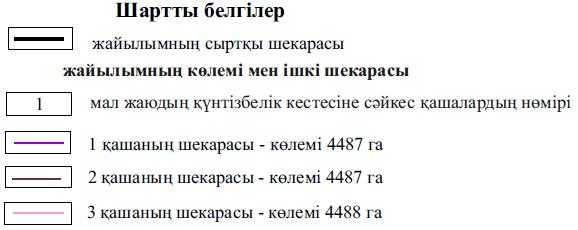 Шартты белгілер
жайылымның сыртқы шекарасы
жайылымның көлемі мен ішкі шекарасы
1 мал жаюдың күнтізбелік кестесіне сәйкес қашалардың нөмірі
1 қашаның шекарасы - көлемі 4487 га
2 қашаның шекарасы - көлемі 4487 га
3 қашаның шекарасы - көлемі 4488 га